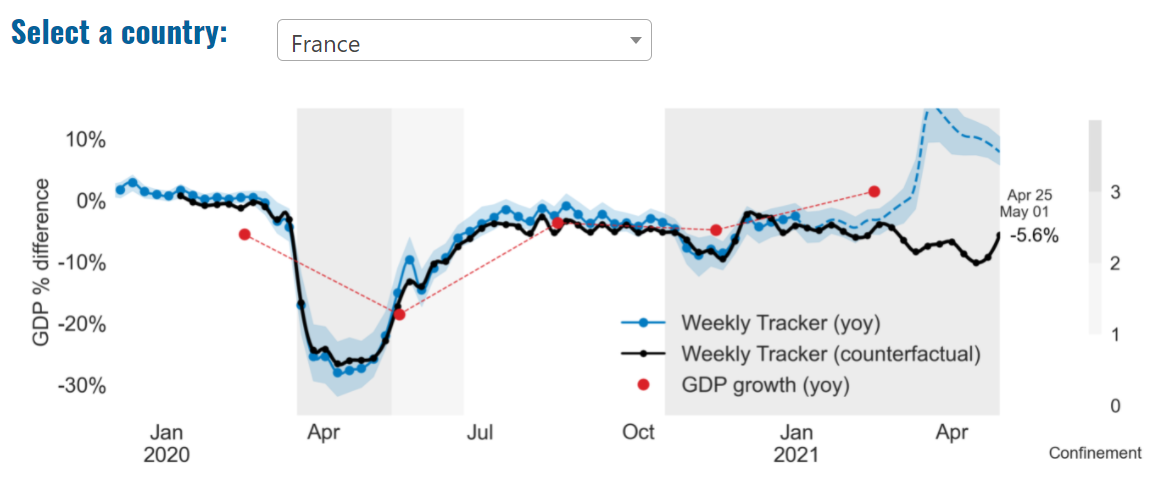 Select a country:
France
10%
0%
-10%
-20%
-30%
GDP % difference
Apr 25
May 01
-5.6%
Weekly Tracker (yoy)
Weekly Tracker (counterfactual)
GDP growth (yoy)
Jan
2020
Apr
Jul
Oct
Jan
2021
Apr
3
2
1
0
Confinement